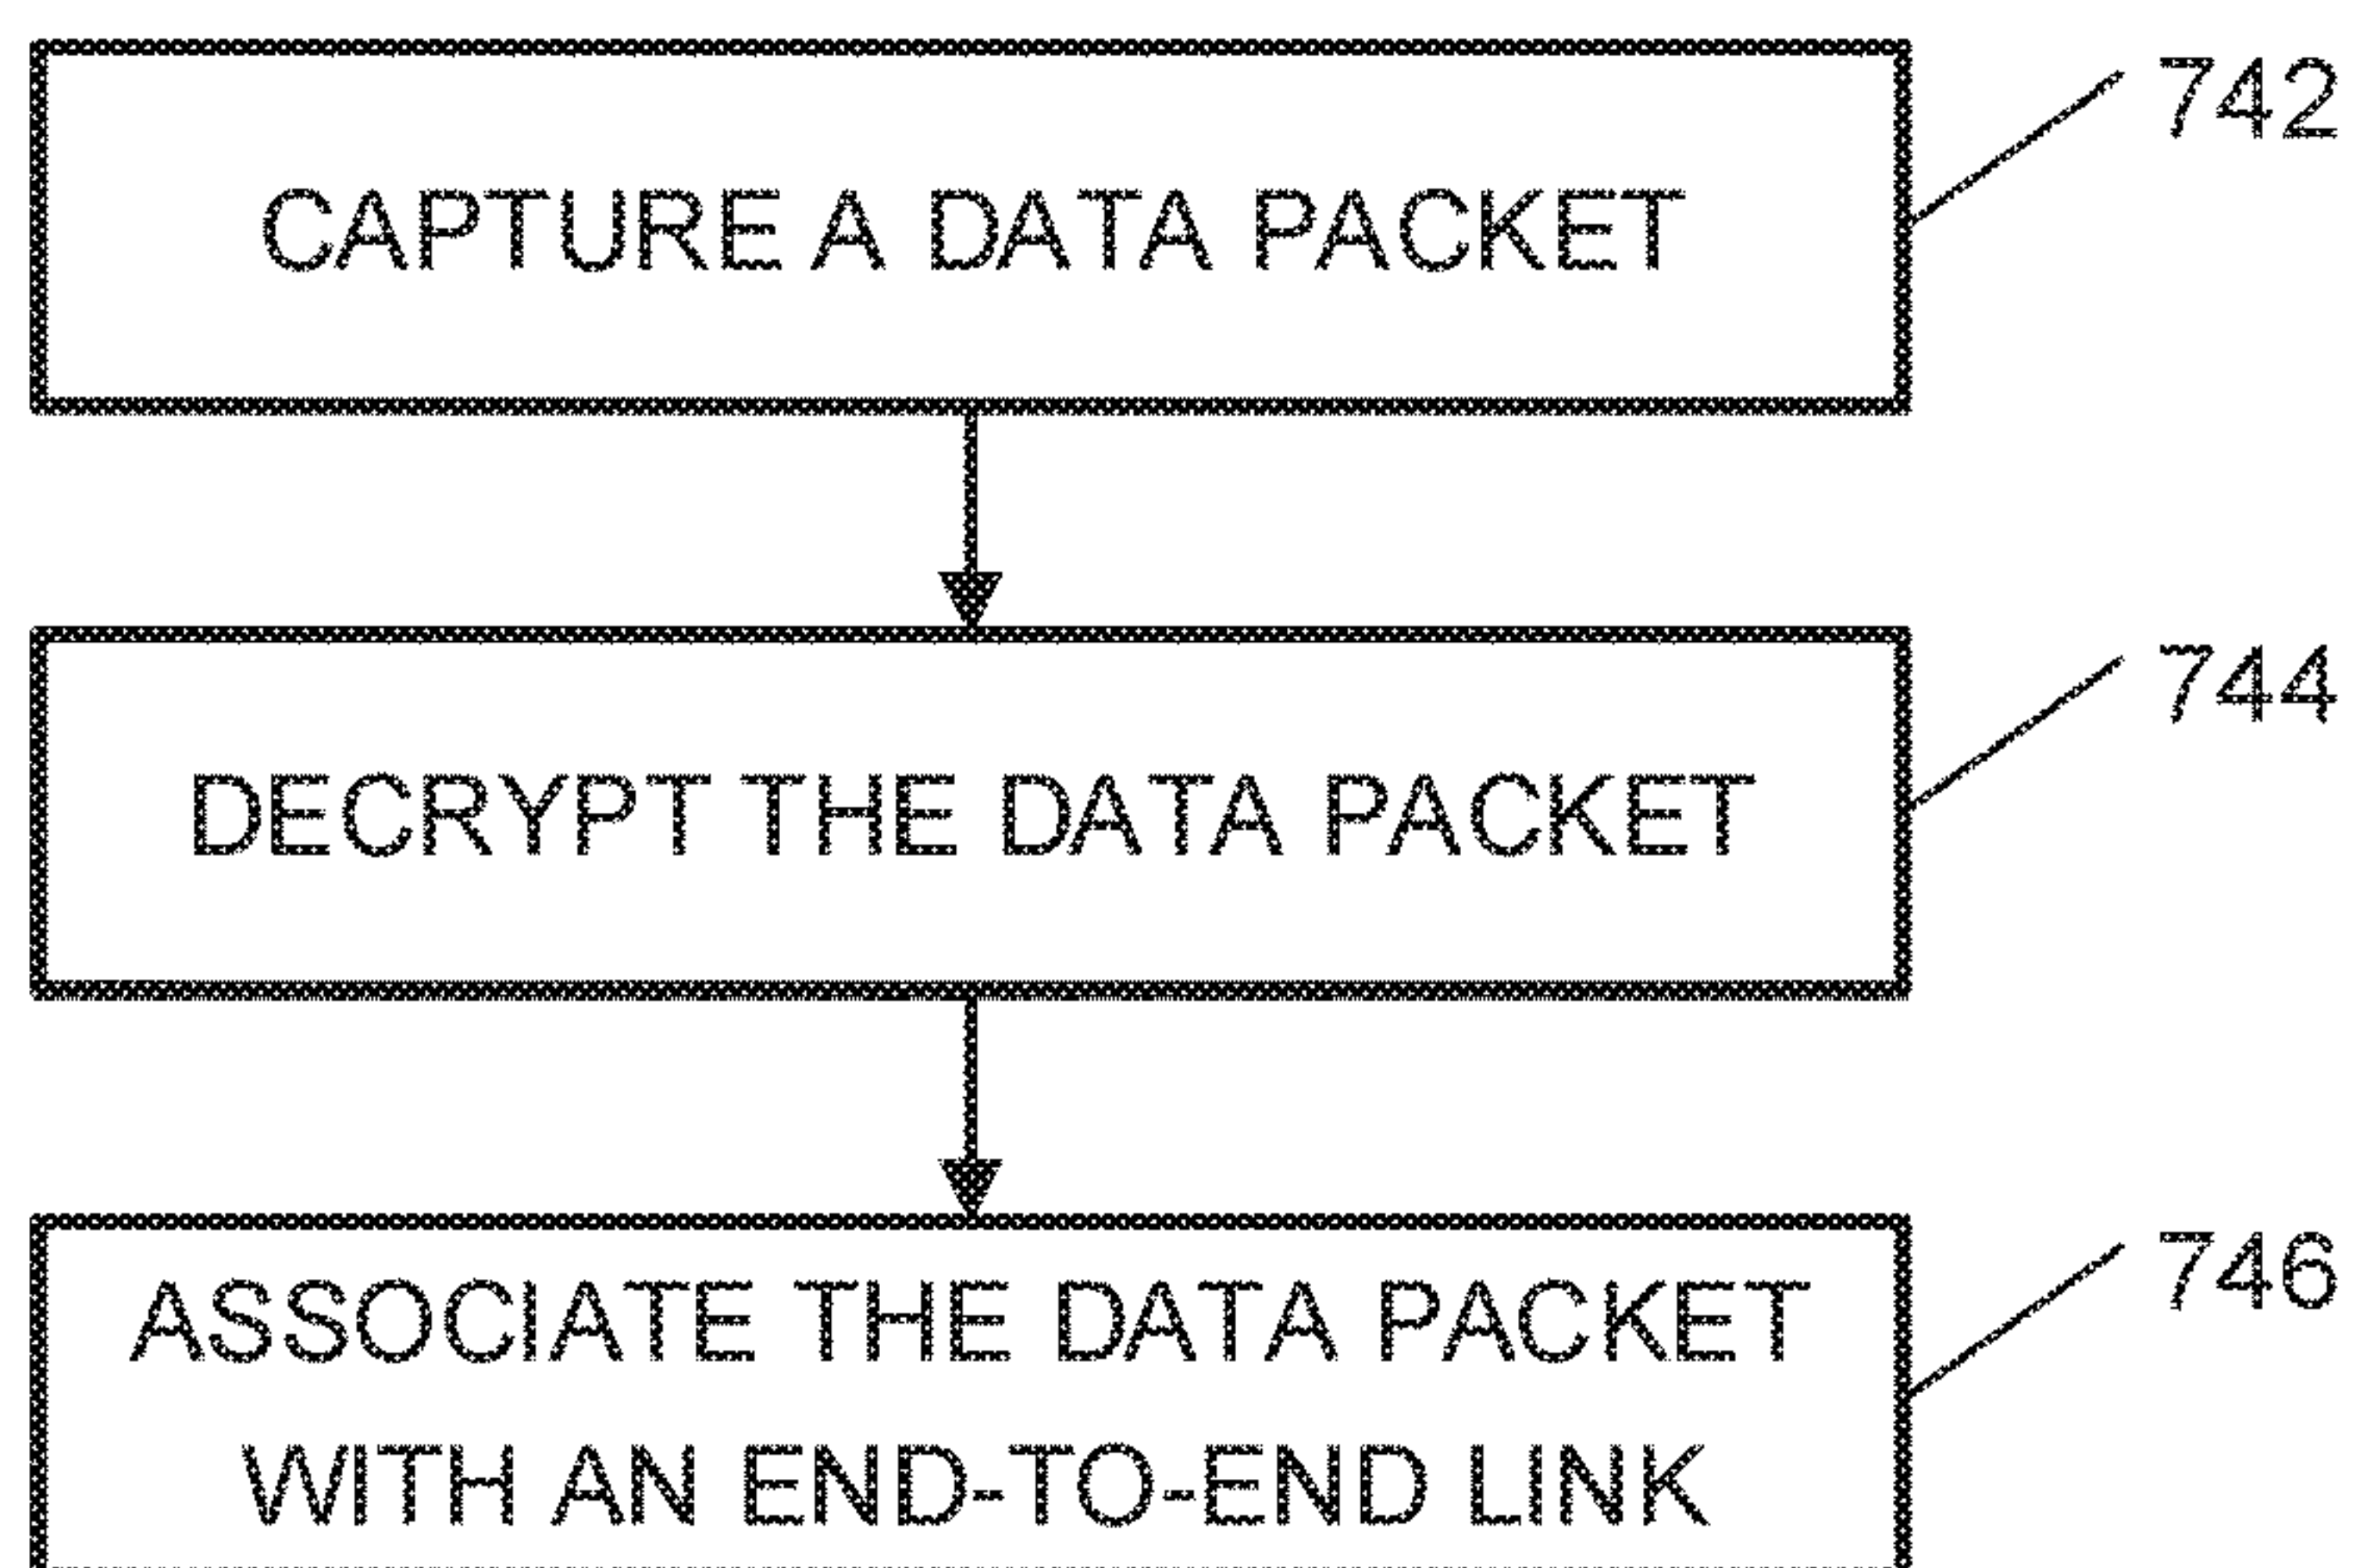 CAPTURE A DATA PACKET
742
DECRYPT THE DATA PACKET
744
ASSOCIATE THE DATA PACKET
WITH AN END-TO-END LINK
746